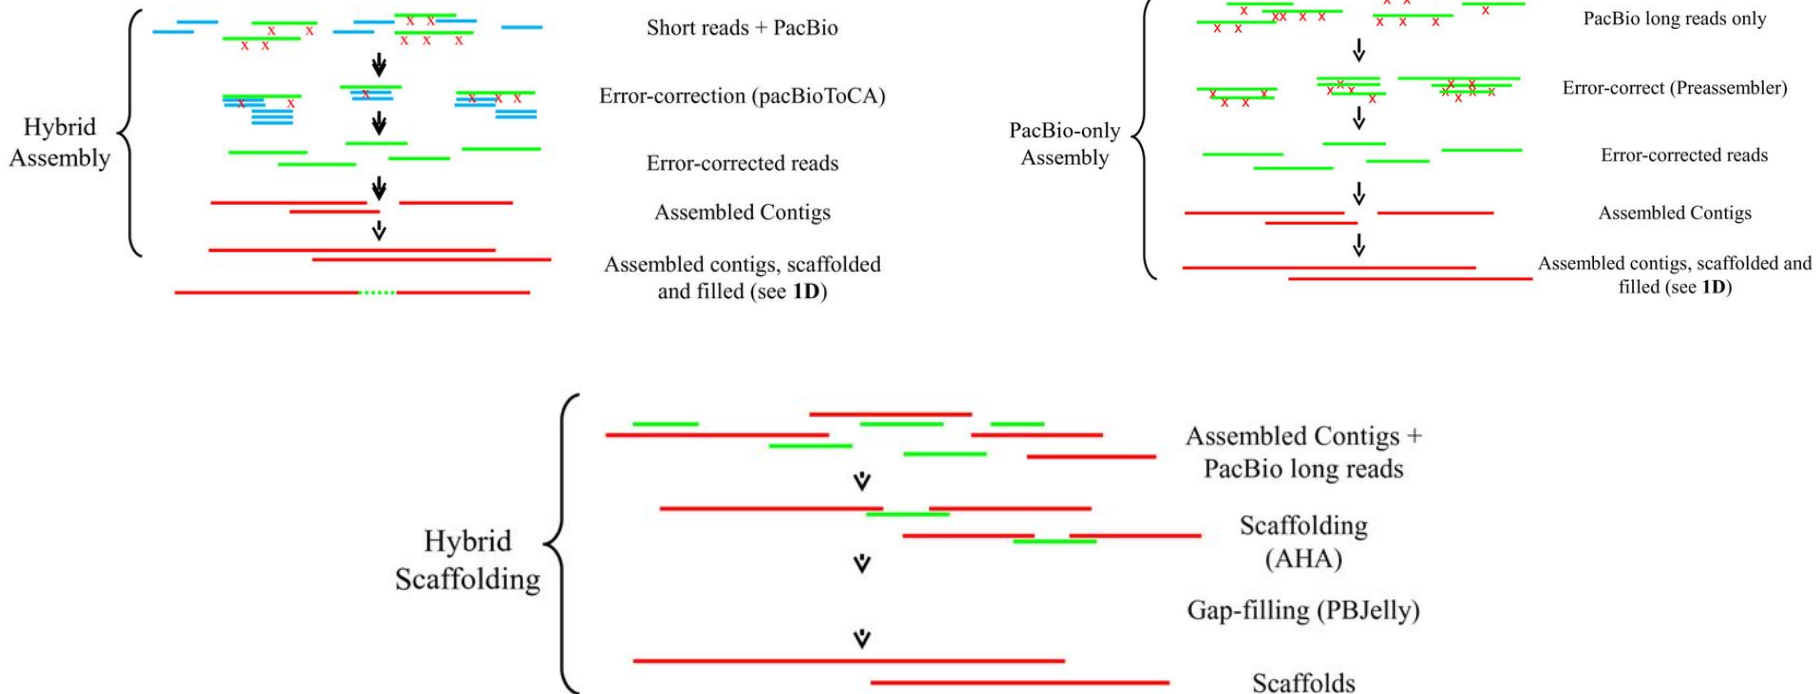 Hybrid
Assembly
Short reads + PacBio
x x x x x x x x x
Error-correction (pacBioToCA)
x x x x x x
Error-corrected reads
Assembled Contigs
Assembled contigs, scaffolded
and filled (see 1D)
PacBio-only
Assembly
PacBio long reads only
Error-correct (Preassembler)
Error-corrected reads
Assembled Contigs
Assembled contigs, scaffolded and
filled (see 1D)
Hybrid
Scaffolding
Assembled Contigs +
PacBio long reads
Scaffolding
(AHA)
Gap-filling (PBJelly)
Scaffolds